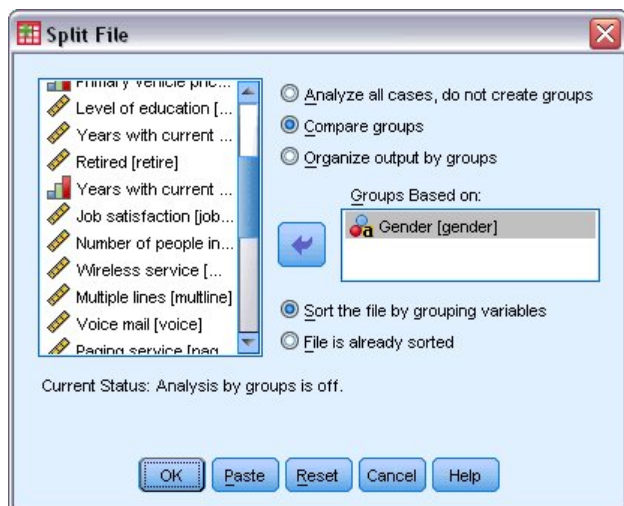 Split File
Primary vehicle pric...
Level of education [...
Years with current ...
Retired [retire]
Years with current ...
Job satisfaction [job...
Number of people in...
Wireless service [...
Multiple lines [multline]
Voice mail [voice]
Paging service [pag
Analyze all cases, do not create groups
Compare groups
Organize output by groups
Groups Based on:
a Gender [gender]
Sort the file by grouping variables
File is already sorted
Current Status: Analysis by groups is off.
OK Paste Reset Cancel Help